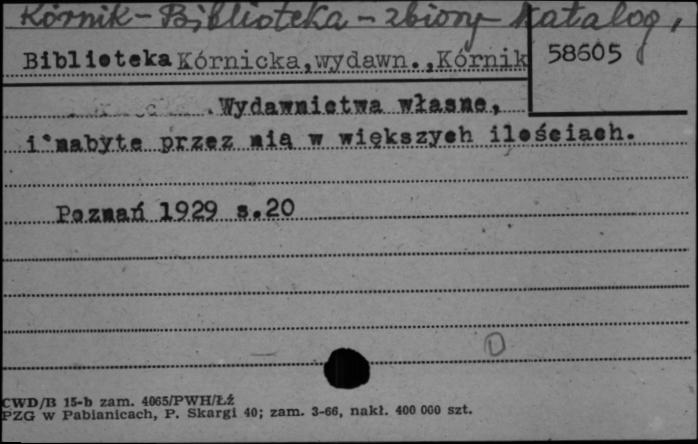 Kórnik - Biblioteka - zbiory katalog,
Biblioteka Kórnicka, wydawn., Kórnik
58605
Wydawnictwa własne,
i nabyte przez nią w większych ilościach.
Poznań 1929 s.20
CWD/B 15-b zam. 4065/PWH/Łź
PZG w Pabianicach, P. Skargi 40; zam. 3-66, nakł. 400 000 szt.